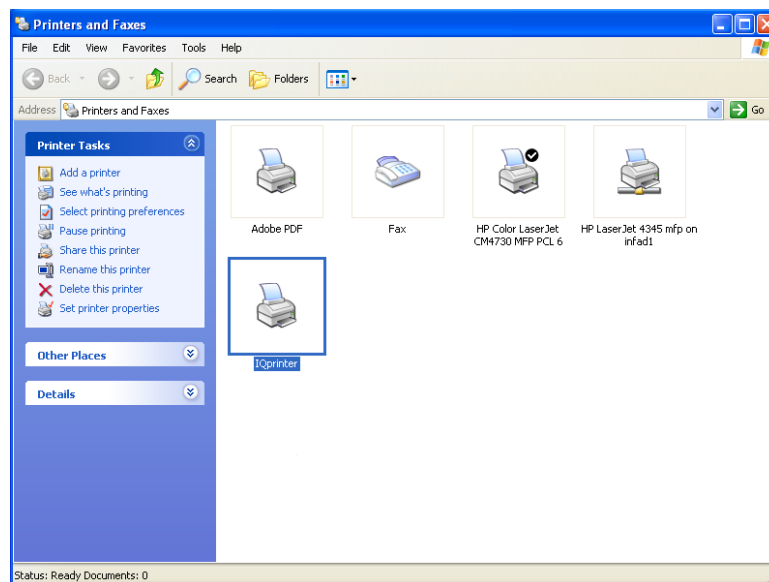 Printers and Faxes
File Edit View Favorites Tools Help
Back Search Folders
Address Printers and Faxes Go
Printer Tasks
Add a printer
See what's printing
Select printing preferences
Pause printing
Share this printer
Rename this printer
Delete this printer
Set printer properties
Other Places
Details
Adobe PDF
Fax
HP Color LaserJet
CM4730 MFP PCL 6
HP LaserJet 4345 mfp on
infad1
IQprinter
Status: Ready Documents: 0